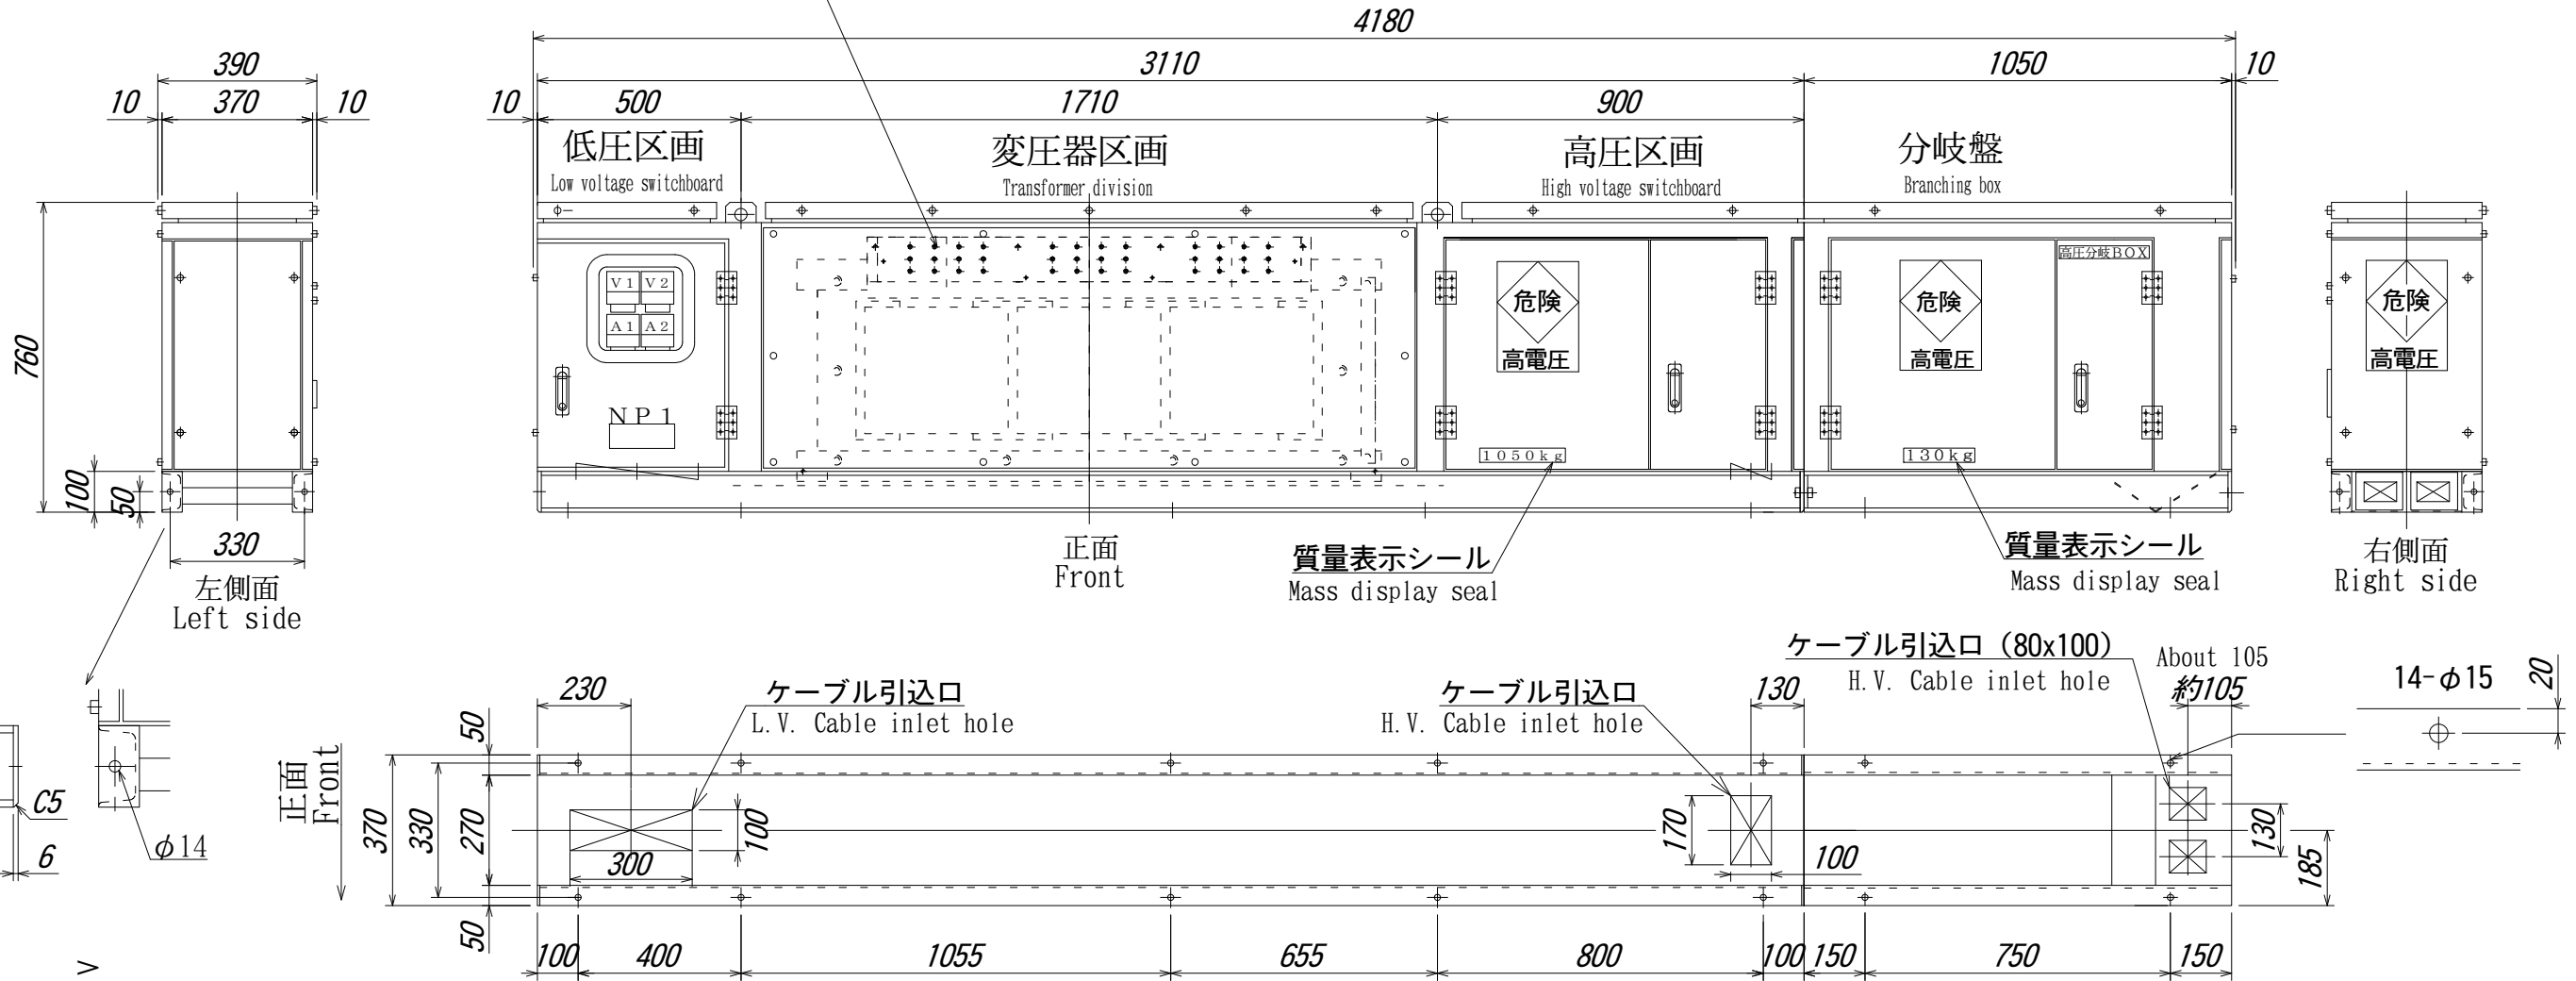 4180
390
3110
1050
10
10
370
10
10
500
1710
900
低圧区画
Low voltage switchboard
変圧器区画
Transformer division
高圧区画
High voltage switchboard
分岐盤
Branching box
760
100
50
330
左側面
Left side
V1 V2
A1 A2
NP1
危険
高電圧
1050kg
高圧分岐BOX
危険
高電圧
130kg
危険
高電圧
正面
Front
質量表示シール
Mass display seal
質量表示シール
Mass display seal
右側面
Right side
C5
6
φ14
正面
Front
230
ケーブル引込口
L.V. Cable inlet hole
ケーブル引込口
H.V. Cable inlet hole
130
ケーブル引込口（80x100）
H.V. Cable inlet hole
About 105
約105
14-φ15
20
50
370
330
270
50
300
100
170
100
130
185
100
400
1055
655
800
100
150
750
150
V